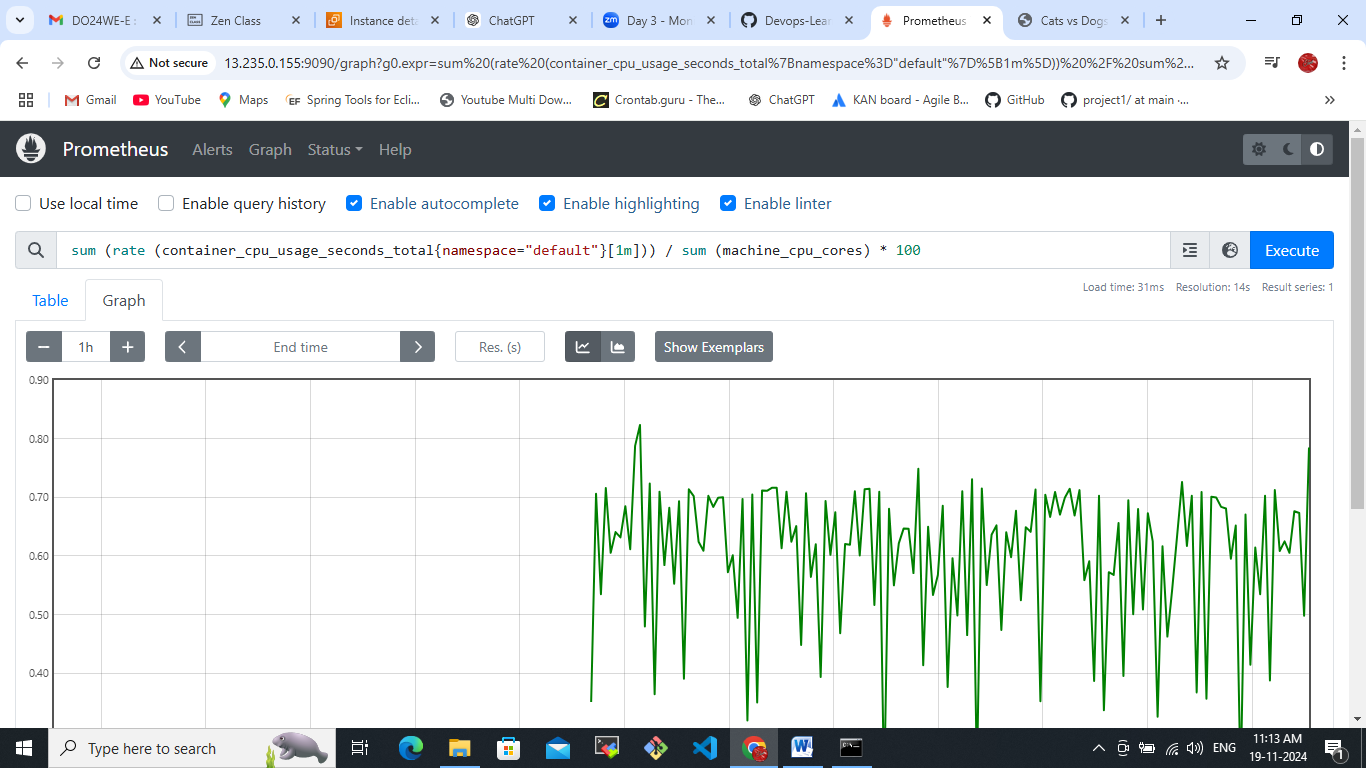 DO24WE-E :
Zen Class
Instance deta
ChatGPT
Day 3 - Mon
Devops-Lear
Prometheus
Cats vs Dogs
Not secure
13.235.0.155:9090/graph?g0.expr=sum%20(rate%20(container_cpu_usage_seconds_total%7Bnamespace%3D"default"%7D%5B1m%5D))%20%2F%20sum%2...
Gmail
YouTube
Maps
EF
Spring Tools for Ecli...
Youtube Multi Dow...
Crontab.guru - The...
ChatGPT
KAN board - Agile B...
GitHub
project1/ at main ·...
Prometheus
Alerts
Graph
Status
Help
Use local time
Enable query history
Enable autocomplete
Enable highlighting
Enable linter
sum (rate (container_cpu_usage_seconds_total{namespace="default"}[1m])) / sum (machine_cpu_cores) * 100
Execute
Load time: 31ms Resolution: 14s Result series: 1
Table
Graph
1h
End time
Res. (s)
Show Exemplars
0.90
0.80
0.70
0.60
0.50
0.40
Type here to search
ENG
11:13 AM
19-11-2024
1